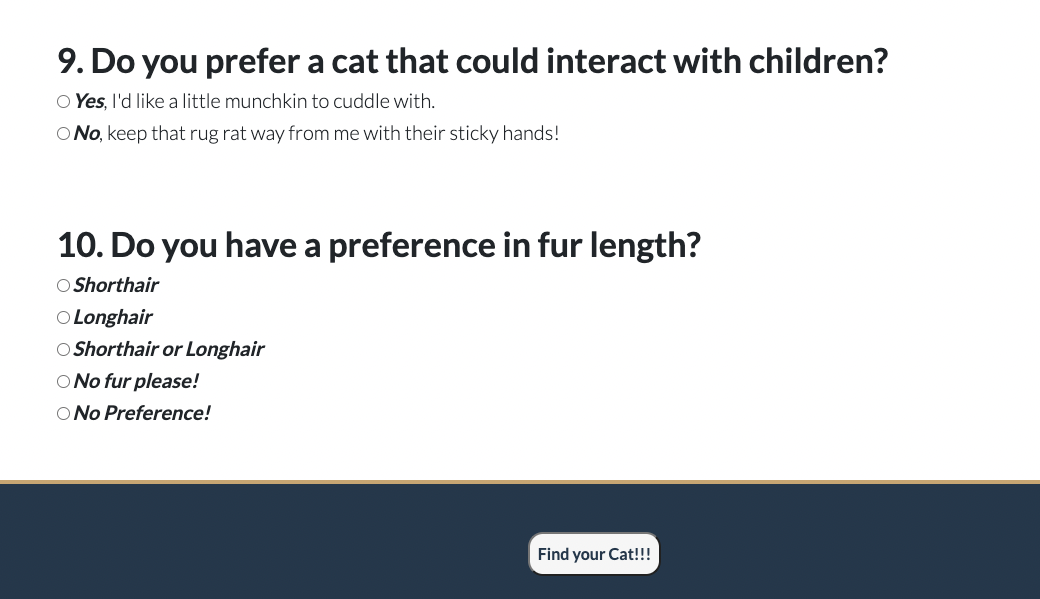 9. Do you prefer a cat that could interact with children?
Yes, I'd like a little munchkin to cuddle with.
No, keep that rug rat way from me with their sticky hands!
10. Do you have a preference in fur length?
Shorthair
Longhair
Shorthair or Longhair
No fur please!
No Preference!
Find your Cat!!!